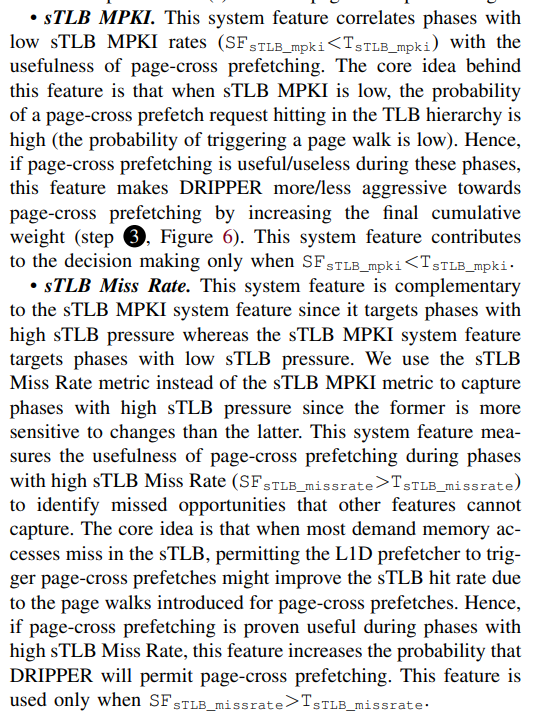 • sTLB MPKI. This system feature correlates phases with
low sTLB MPKI rates (SFsTLB_mpki<TsTLB_mpki) with the
usefulness of page-cross prefetching. The core idea behind
this feature is that when sTLB MPKI is low, the probability
of a page-cross prefetch request hitting in the TLB hierarchy is
high (the probability of triggering a page walk is low). Hence,
if page-cross prefetching is useful/useless during these phases,
this feature makes DRIPPER more/less aggressive towards
page-cross prefetching by increasing the final cumulative
weight (step 3, Figure 6). This system feature contributes
to the decision making only when SFsTLB_mpki<TsTLB_mpki.
• sTLB Miss Rate. This system feature is complementary
to the sTLB MPKI system feature since it targets phases with
high sTLB pressure whereas the sTLB MPKI system feature
targets phases with low sTLB pressure. We use the sTLB
Miss Rate metric instead of the sTLB MPKI metric to capture
phases with high sTLB pressure since the former is more
sensitive to changes than the latter. This system feature mea-
sures the usefulness of page-cross prefetching during phases
with high sTLB Miss Rate (SFsTLB_missrate>TsTLB_missrate)
to identify missed opportunities that other features cannot
capture. The core idea is that when most demand memory ac-
cesses miss in the sTLB, permitting the L1D prefetcher to trig-
ger page-cross prefetches might improve the sTLB hit rate due
to the page walks introduced for page-cross prefetches. Hence,
if page-cross prefetching is proven useful during phases with
high sTLB Miss Rate, this feature increases the probability that
DRIPPER will permit page-cross prefetching. This feature is
used only when SFsTLB_missrate>TsTLB_missrate.